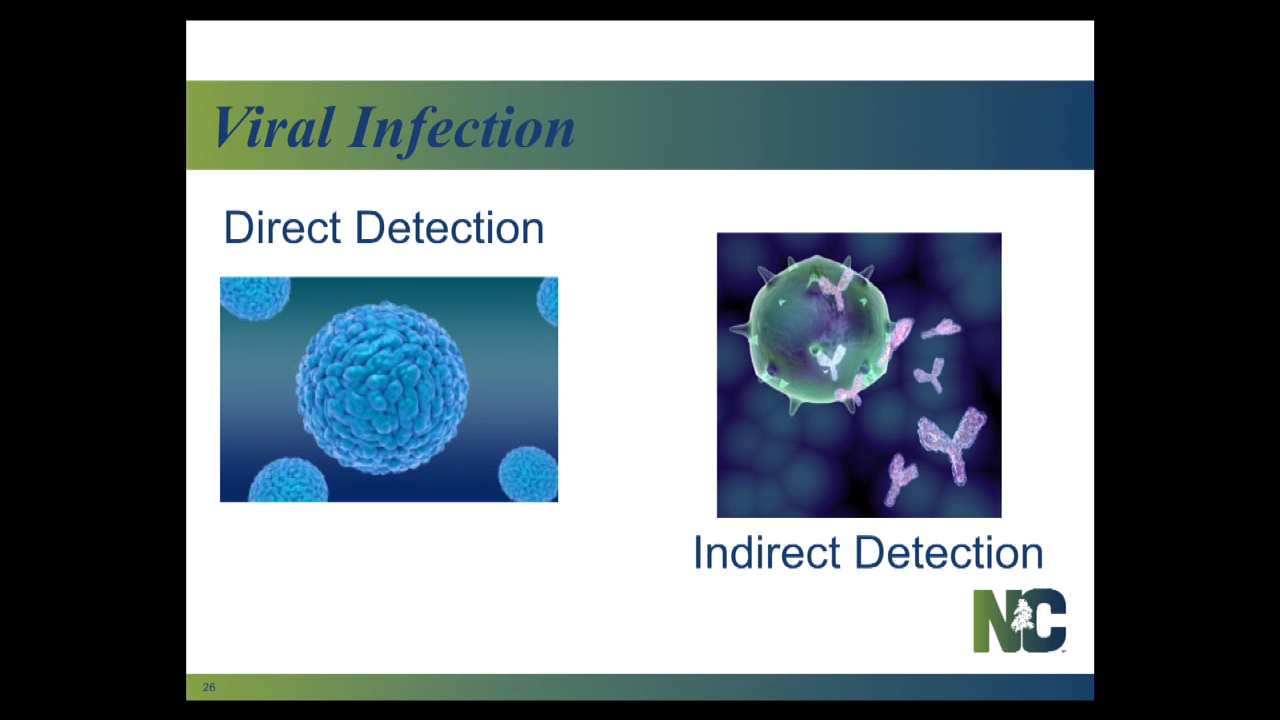 Viral Infection
Direct Detection
Indirect Detection
NC
26